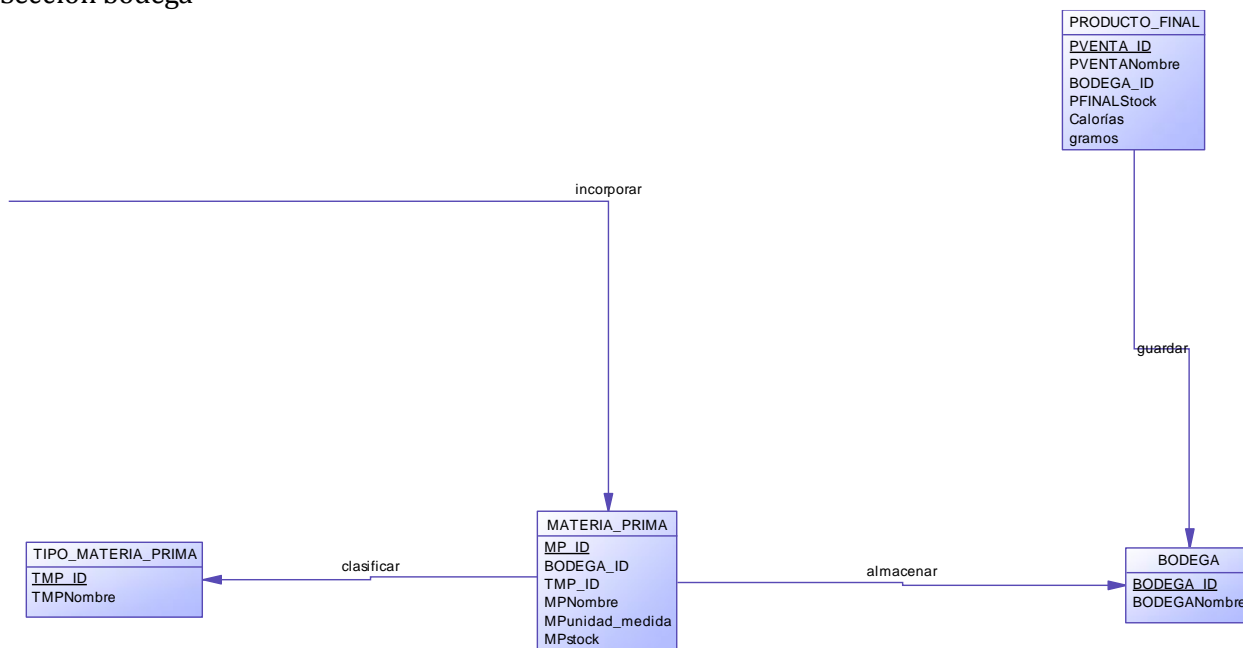 sección bodega
PRODUCTO_FINAL
PVENTA_ID
PVENTANombre
BODEGA_ID
PFINALStock
Calorías
gramos
incorporar
guardar
TIPO_MATERIA_PRIMA
TMP_ID
TMPNombre
clasificar
MATERIA_PRIMA
MP_ID
BODEGA_ID
TMP_ID
MPNombre
MPunidad_medida
MPstock
almacenar
BODEGA
BODEGA_ID
BODEGANombre